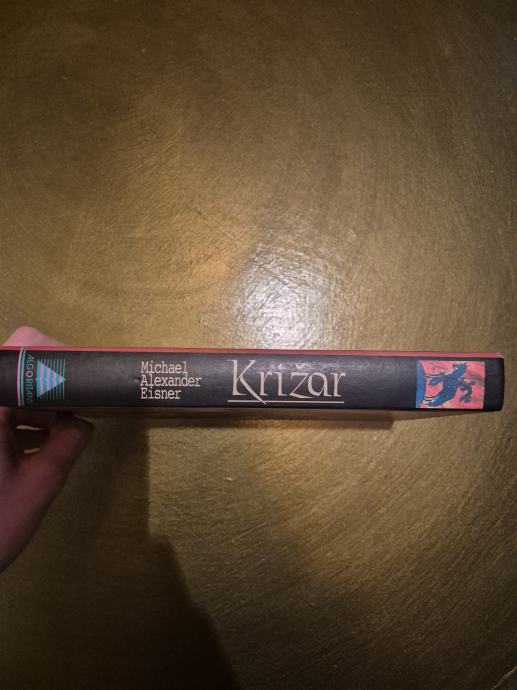 ALGORITAM
Michael
Alexander
Eisner
Križar